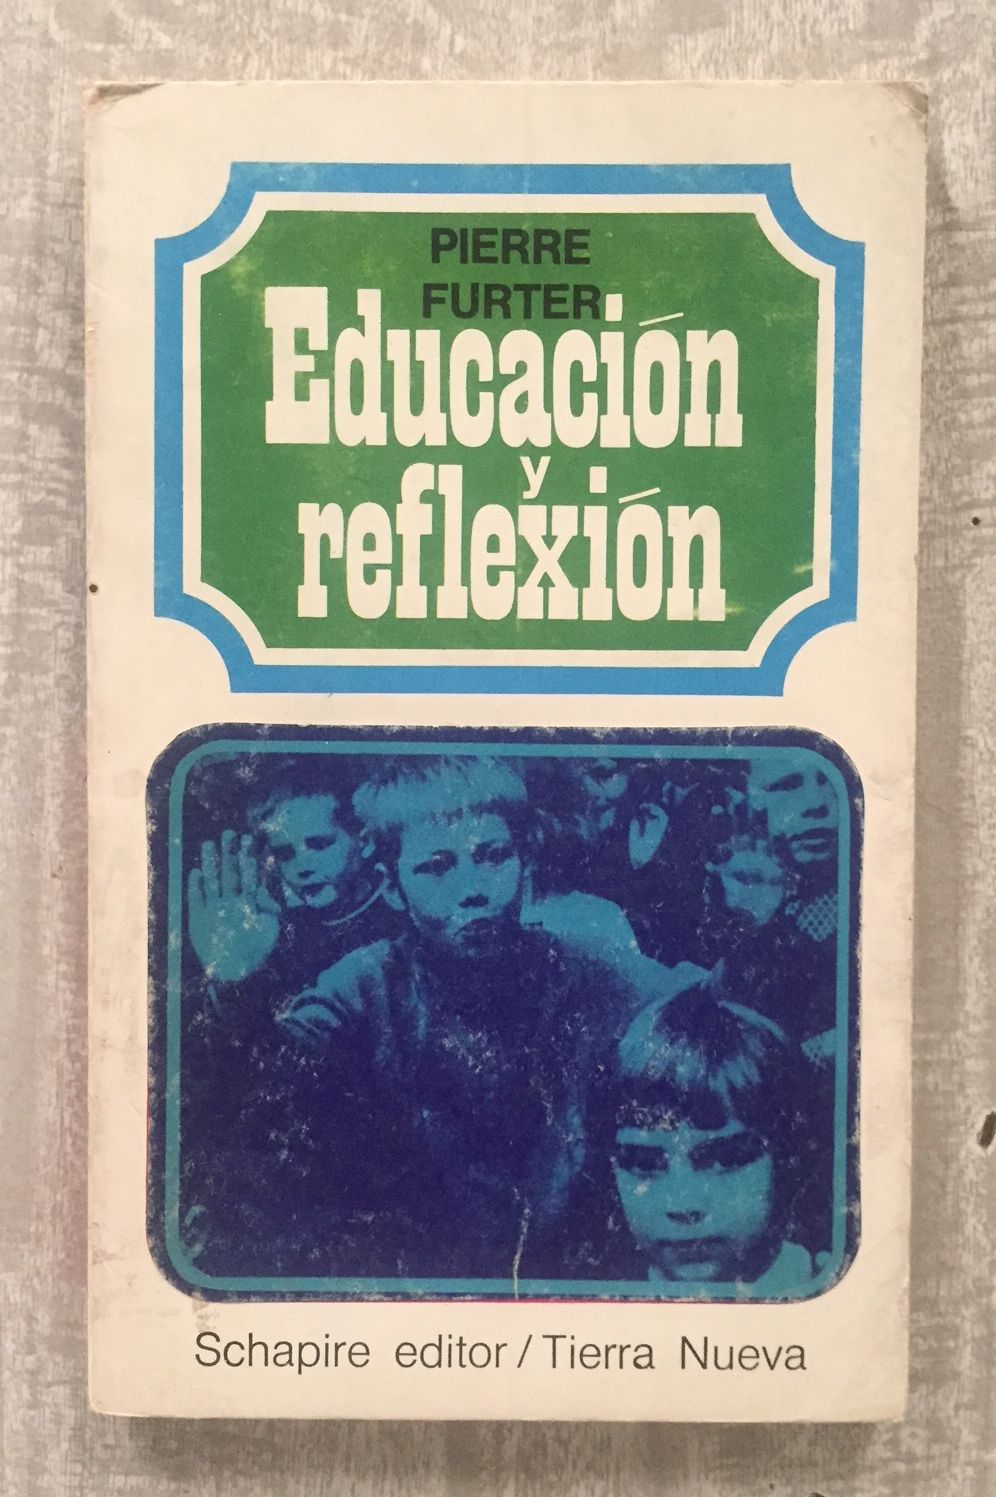 PIERRE
FURTER
Educación
y
reflexión
Schapire editor / Tierra Nueva